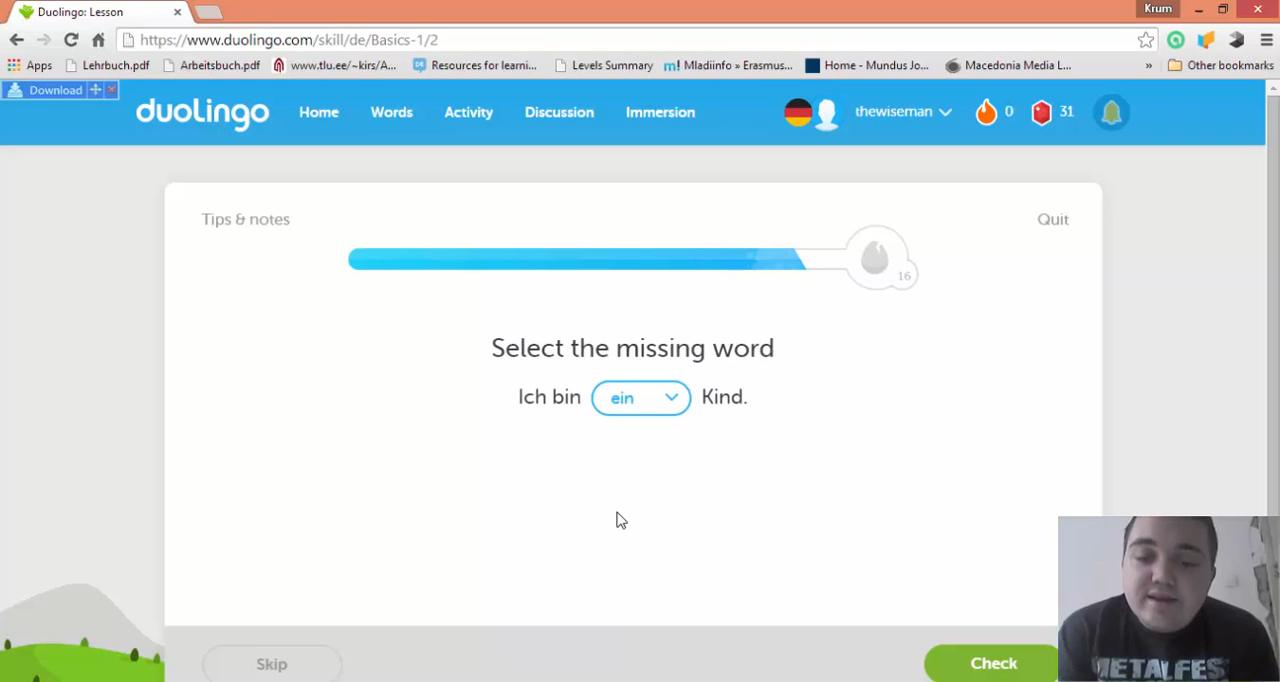 Duolingo: Lesson
Krum
https://www.duolingo.com/skill/de/Basics-1/2
Apps Lehrbuch.pdf Arbeitsbuch.pdf www.tlu.ee/~kirs/A... Resources for learni... Levels Summary m! Mladiinfo » Erasmus... Home - Mundus Jo... Macedonia Media L... » Other bookmarks
Download
duolingo Home Words Activity Discussion Immersion thewiseman 0 31
Tips & notes Quit
16
Select the missing word
Ich bin ein Kind.
Skip Check
METALFES